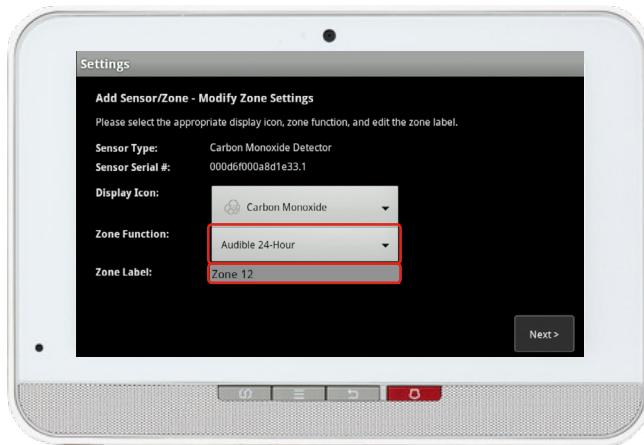 Settings
Add Sensor/Zone - Modify Zone Settings
Please select the appropriate display icon, zone function, and edit the zone label.
Sensor Type: Carbon Monoxide Detector
Sensor Serial #: 000d6f000a8d1e33.1
Display Icon: Carbon Monoxide
Zone Function: Audible 24-Hour
Zone Label: Zone 12
Next >